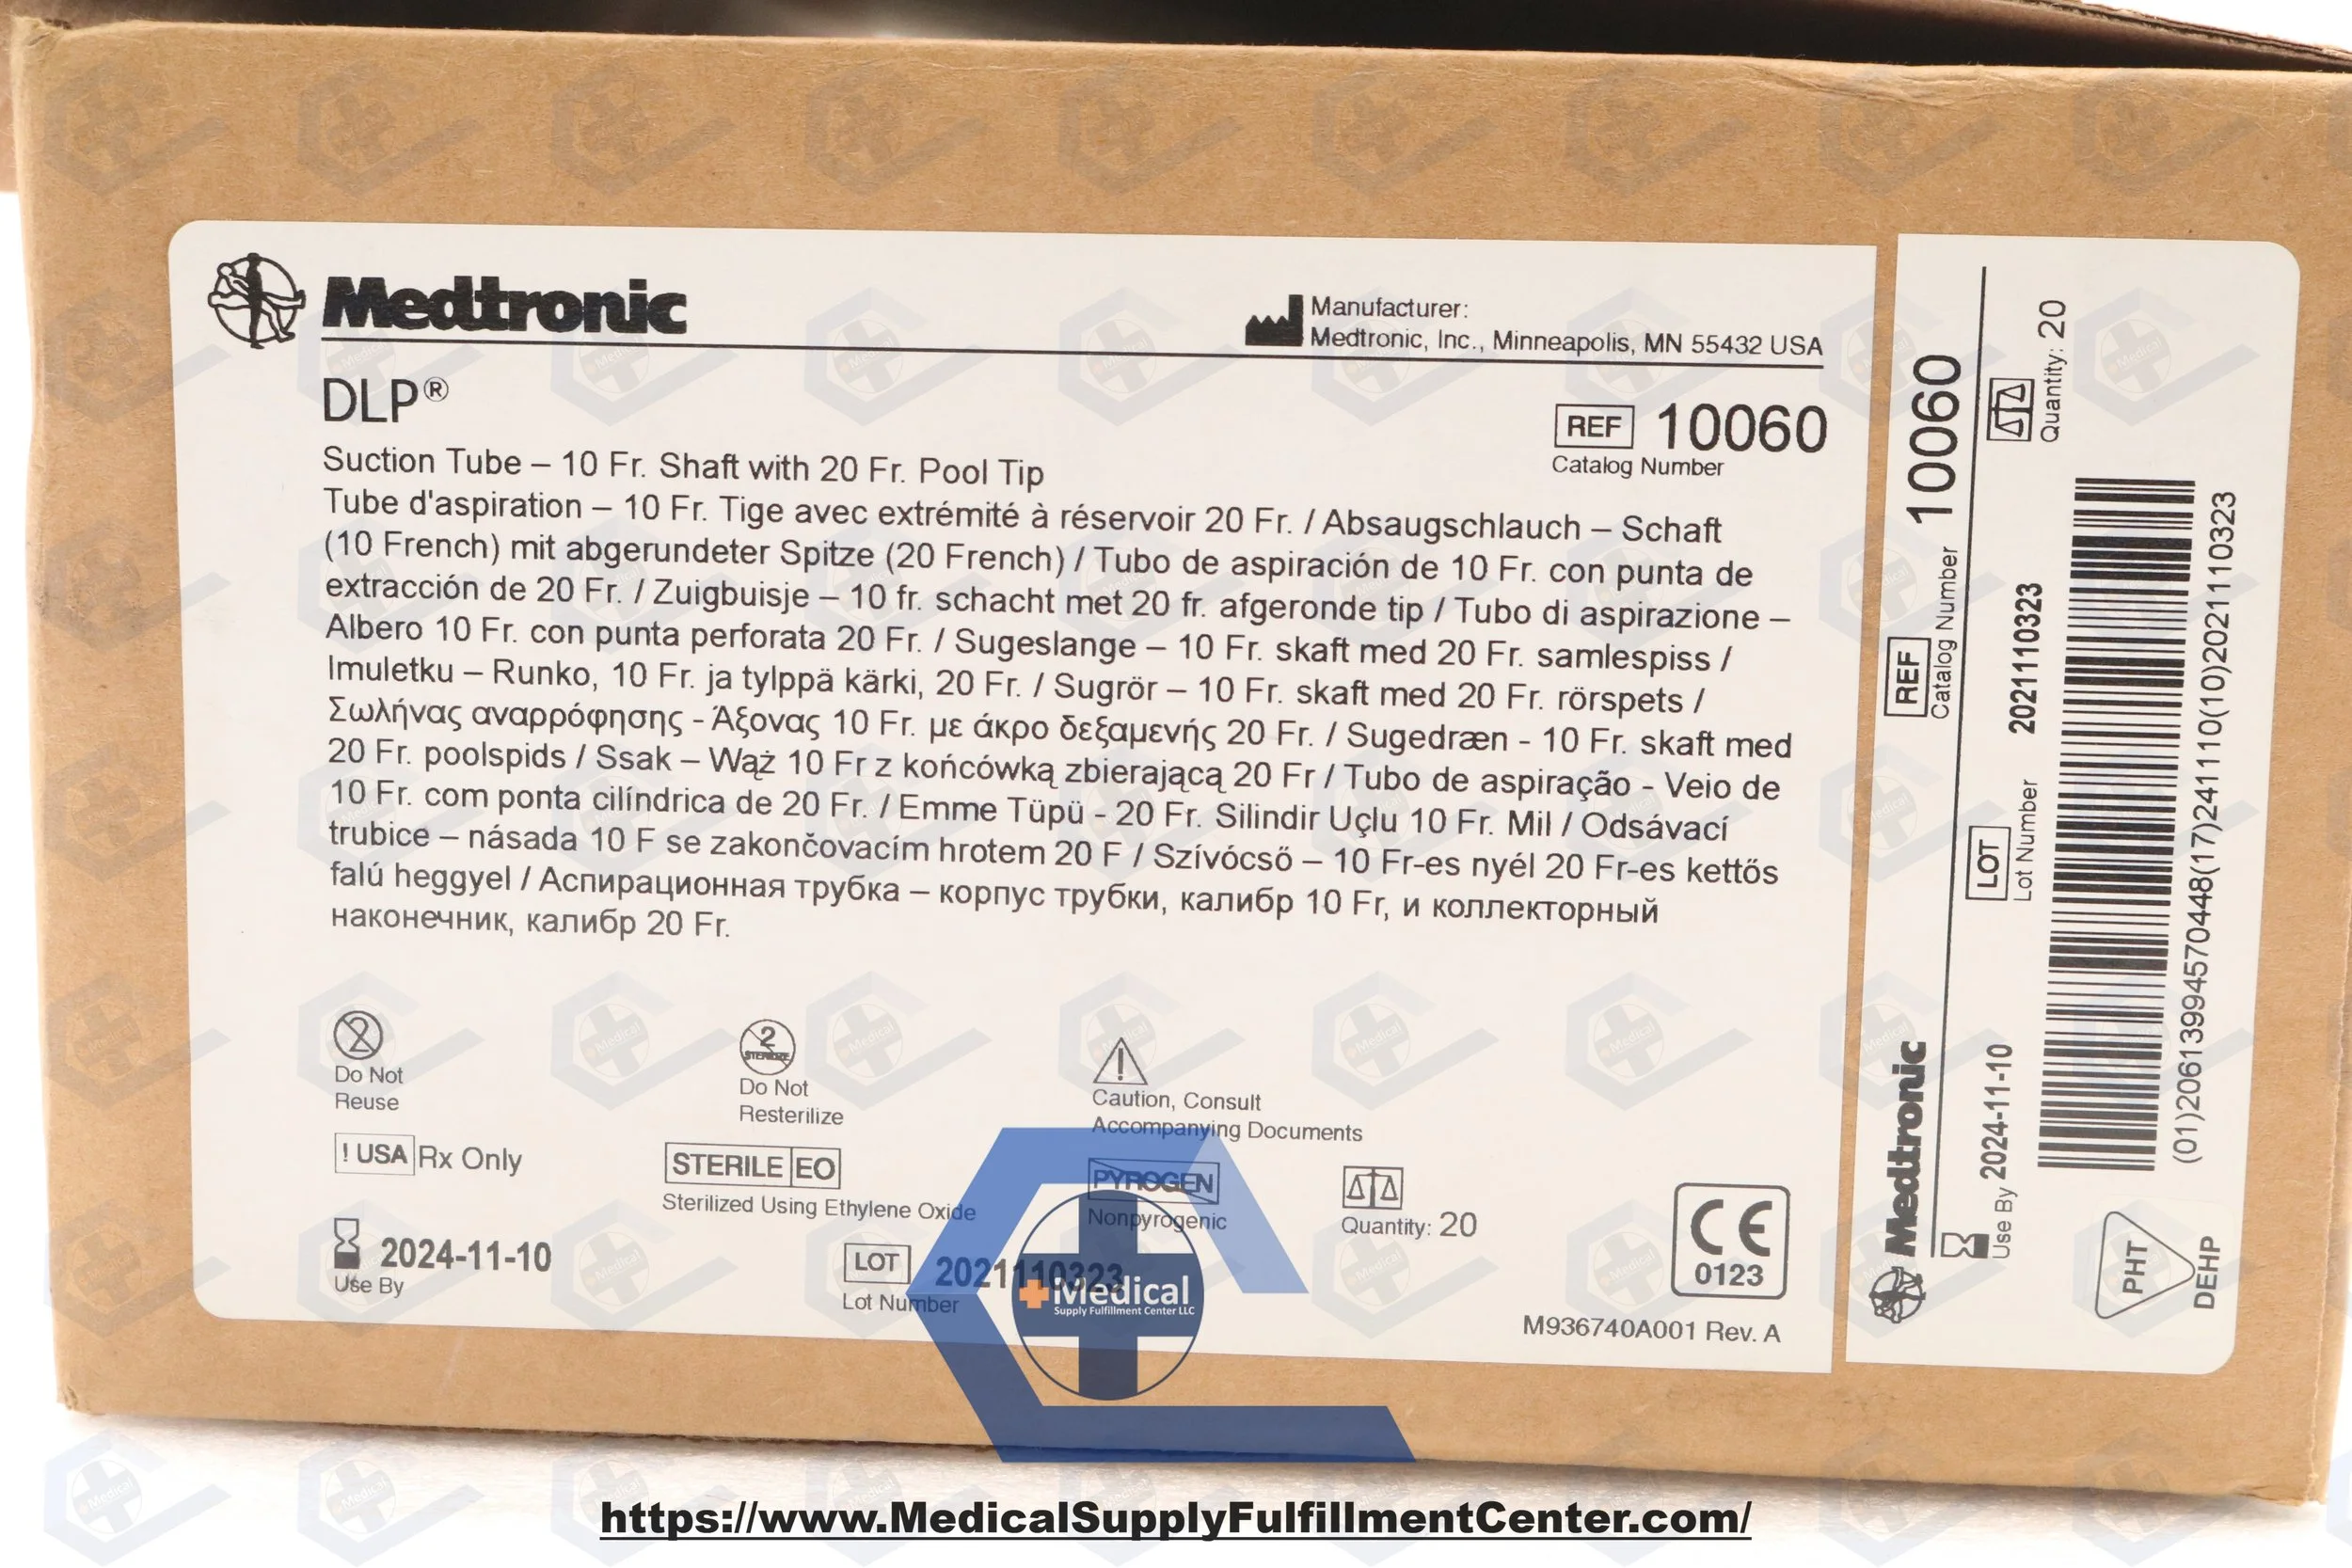 Medtronic
Manufacturer:
Medtronic, Inc., Minneapolis, MN 55432 USA
DLP®
REF 10060
Catalog Number
Suction Tube – 10 Fr. Shaft with 20 Fr. Pool Tip
Tube d'aspiration – 10 Fr. Tige avec extrémité à réservoir 20 Fr. / Absaugschlauch – Schaft
(10 French) mit abgerundeter Spitze (20 French) / Tubo de aspiración de 10 Fr. con punta de
extracción de 20 Fr. / Zuigbuisje – 10 fr. schacht met 20 fr. afgeronde tip / Tubo di aspirazione –
Albero 10 Fr. con punta perforata 20 Fr. / Sugeslange – 10 Fr. skaft med 20 Fr. samlespiss /
Imuletku – Runko, 10 Fr. ja tylppä kärki, 20 Fr. / Sugrör – 10 Fr. skaft med 20 Fr. rörspets /
Σωλήνας αναρρόφησης - Άξονας 10 Fr. με άκρο δεξαμενής 20 Fr. / Sugedræn - 10 Fr. skaft med
20 Fr. poolspids / Ssak – Wąż 10 Fr z końcówką zbierającą 20 Fr / Tubo de aspiração - Veio de
10 Fr. com ponta cilíndrica de 20 Fr. / Emme Tüpü - 20 Fr. Silindir Uçlu 10 Fr. Mil / Odsávací
trubice – násada 10 F se zakončovacím hrotem 20 F / Szívócső – 10 Fr-es nyél 20 Fr-es kettős
falú heggyel / Аспирационная трубка – корпус трубки, калибр 10 Fr, и коллекторный
наконечник, калибр 20 Fr.
2
Do Not
Reuse
2
STERILIZE
Do Not
Resterilize
!
Caution, Consult
Accompanying Documents
! USA Rx Only
STERILE EO
Sterilized Using Ethylene Oxide
PYROGEN
Nonpyrogenic
Quantity: 20
CE
0123
2024-11-10
Use By
LOT 2021110323
Lot Number
M936740A001 Rev. A
Medtronic
REF
Catalog Number 10060
Use By 2024-11-10
LOT
Lot Number 2021110323
Quantity: 20
(01)20613994570448(17)241110(10)2021110323
PHT
DEHP
Medical
Supply Fulfillment Center LLC
https://www.MedicalSupplyFulfillmentCenter.com/